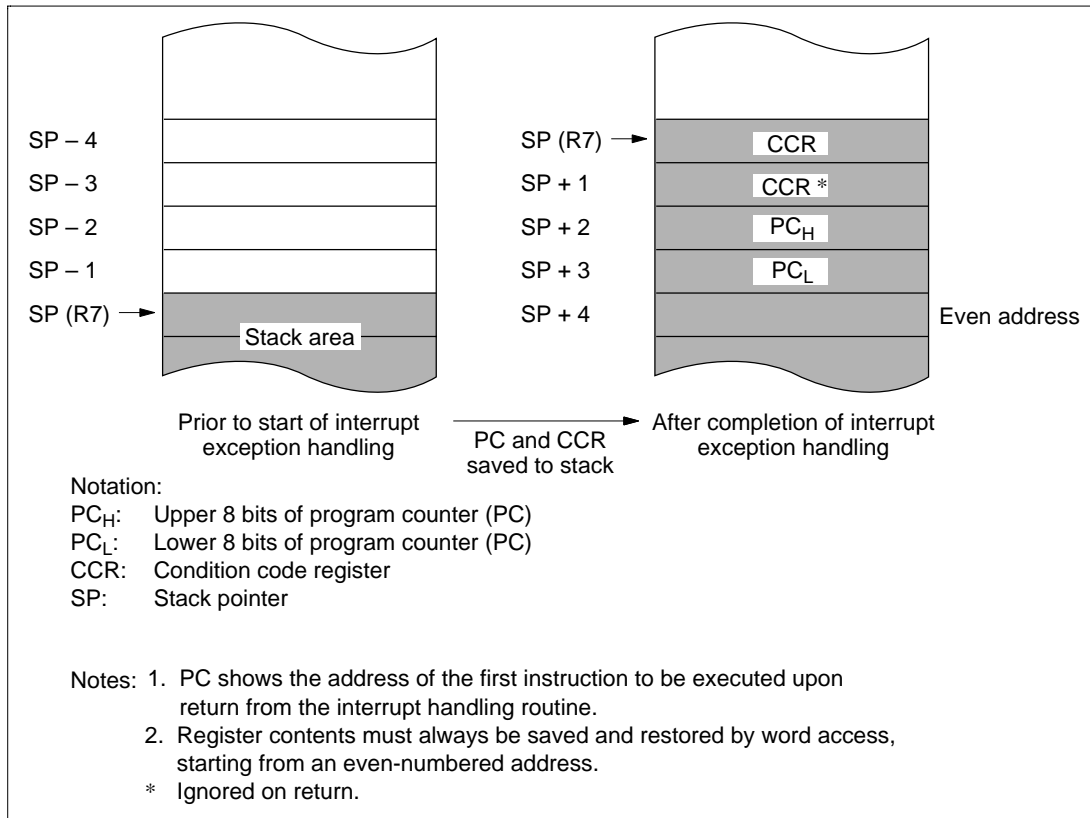 SP – 4
SP – 3
SP – 2
SP – 1
SP (R7)
Stack area
SP (R7)
SP + 1
SP + 2
SP + 3
SP + 4
CCR
CCR *
PCH
PCL
Even address
Prior to start of interrupt
exception handling
PC and CCR
saved to stack
After completion of interrupt
exception handling
Notation:
PCH: Upper 8 bits of program counter (PC)
PCL: Lower 8 bits of program counter (PC)
CCR: Condition code register
SP: Stack pointer
Notes: 1. PC shows the address of the first instruction to be executed upon
return from the interrupt handling routine.
2. Register contents must always be saved and restored by word access,
starting from an even-numbered address.
* Ignored on return.